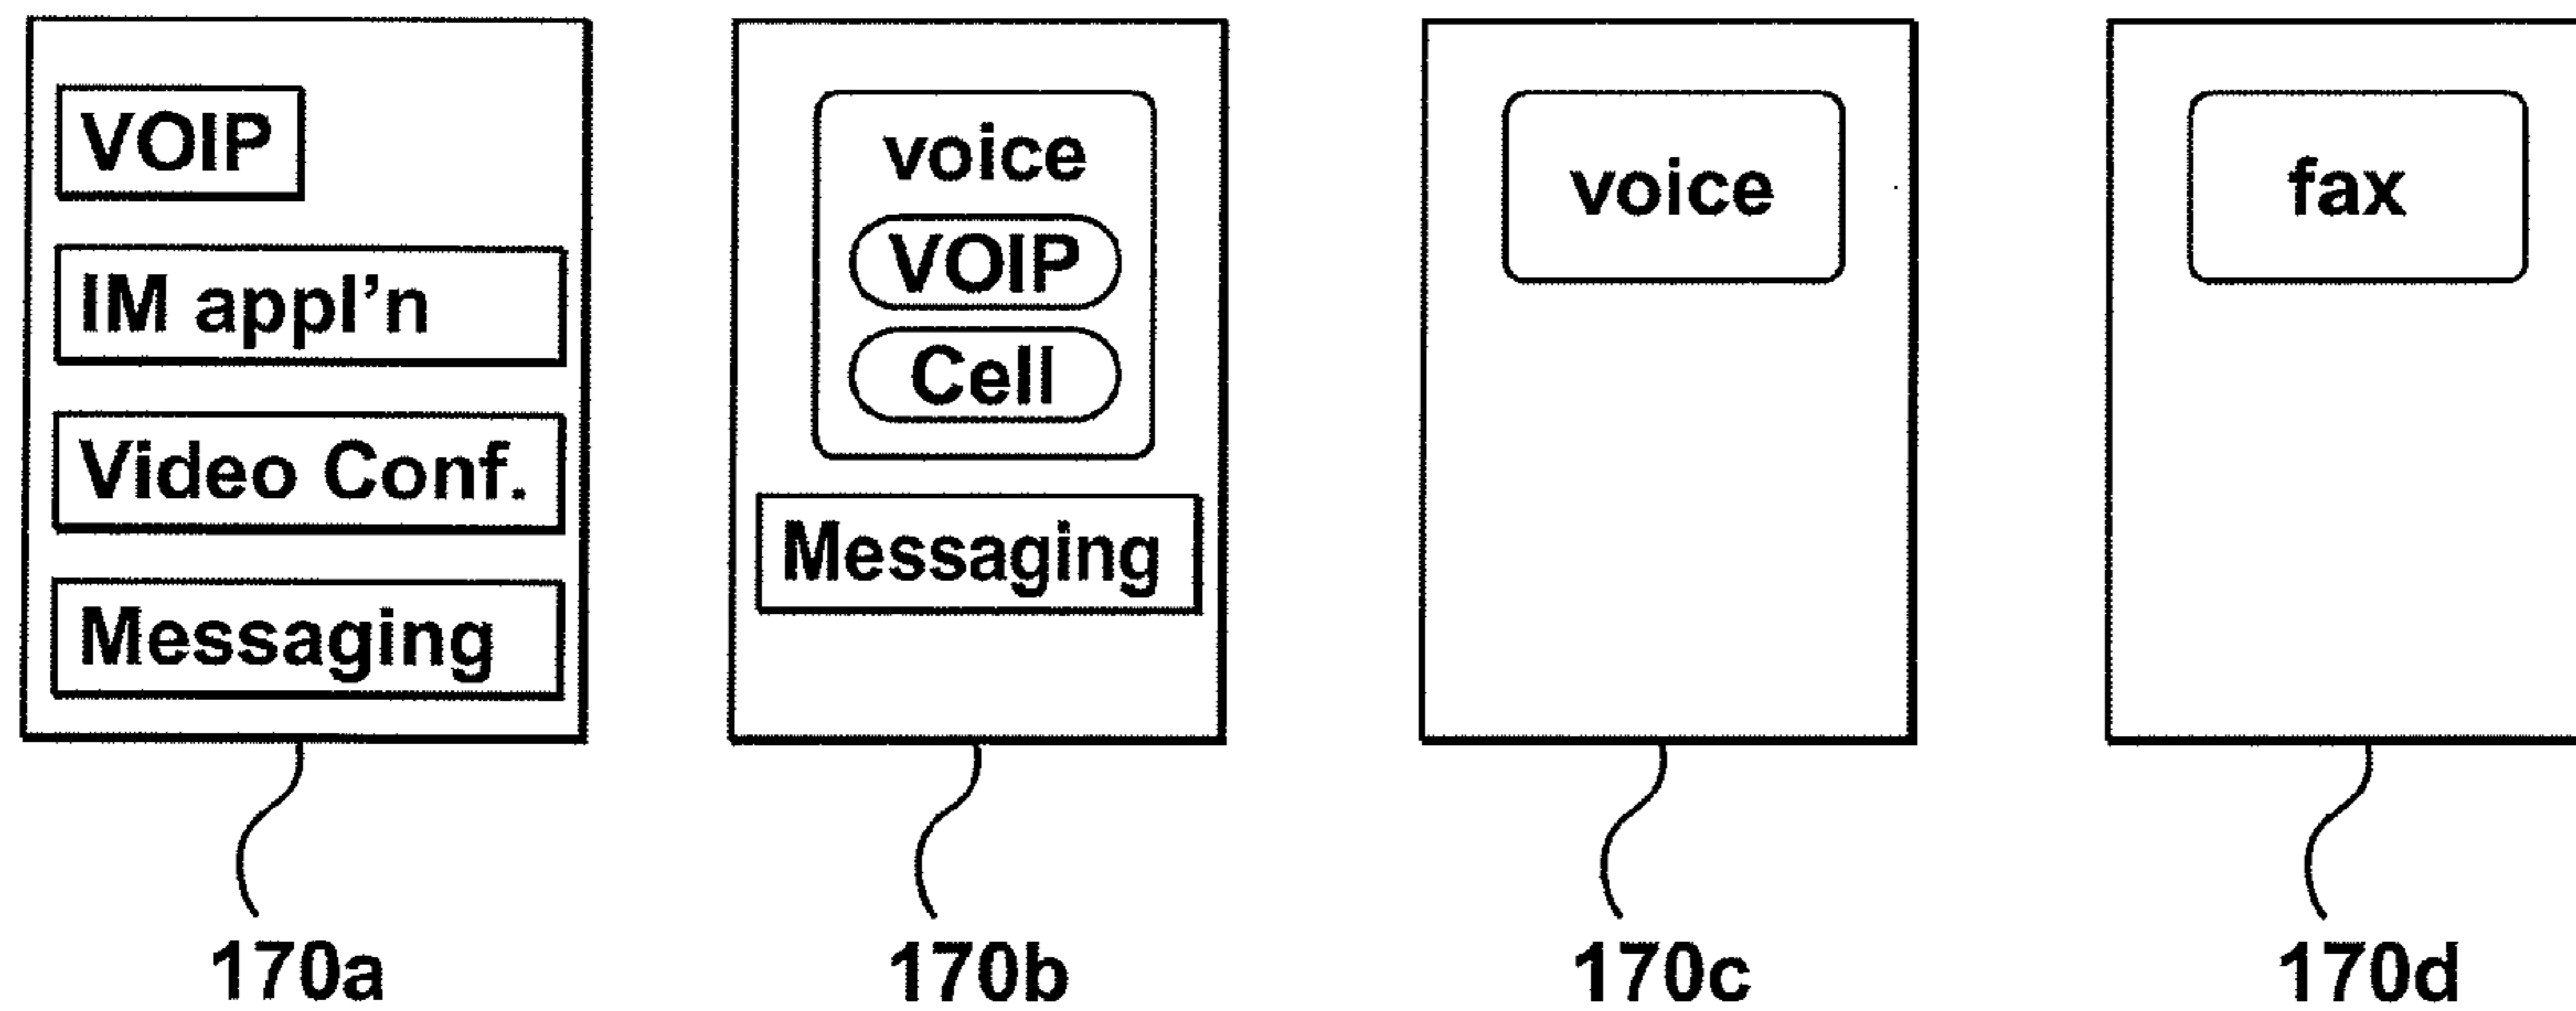 VOIP
IM appl'n
Video Conf.
Messaging
170a
voice
VOIP
Cell
Messaging
170b
voice
170c
fax
170d